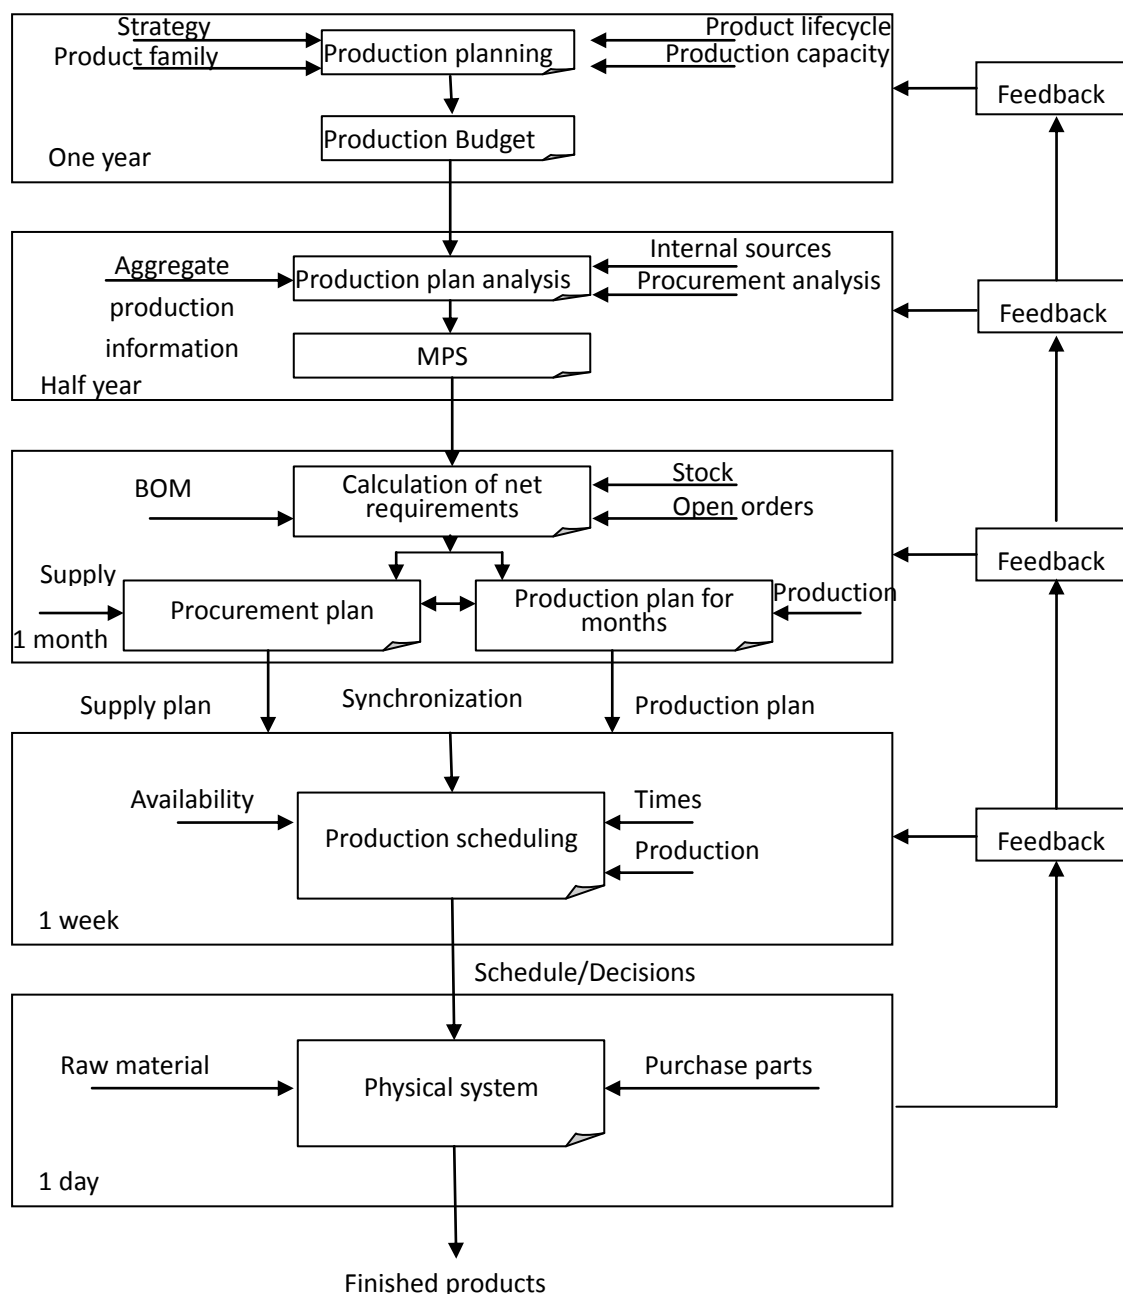 Strategy
Product lifecycle
Product family
Production planning
Production capacity
Feedback
Production Budget
One year
Internal sources
Aggregate
Production plan analysis
Procurement analysis
production
Feedback
information
MPS
Half year
Stock
BOM
Calculation of net
requirements
Open orders
Feedback
Supply
Procurement plan
Production plan for
months
Production
1 month
Supply plan
Synchronization
Production plan
Availability
Times
Production scheduling
Production
Feedback
1 week
Schedule/Decisions
Raw material
Physical system
Purchase parts
1 day
Finished products